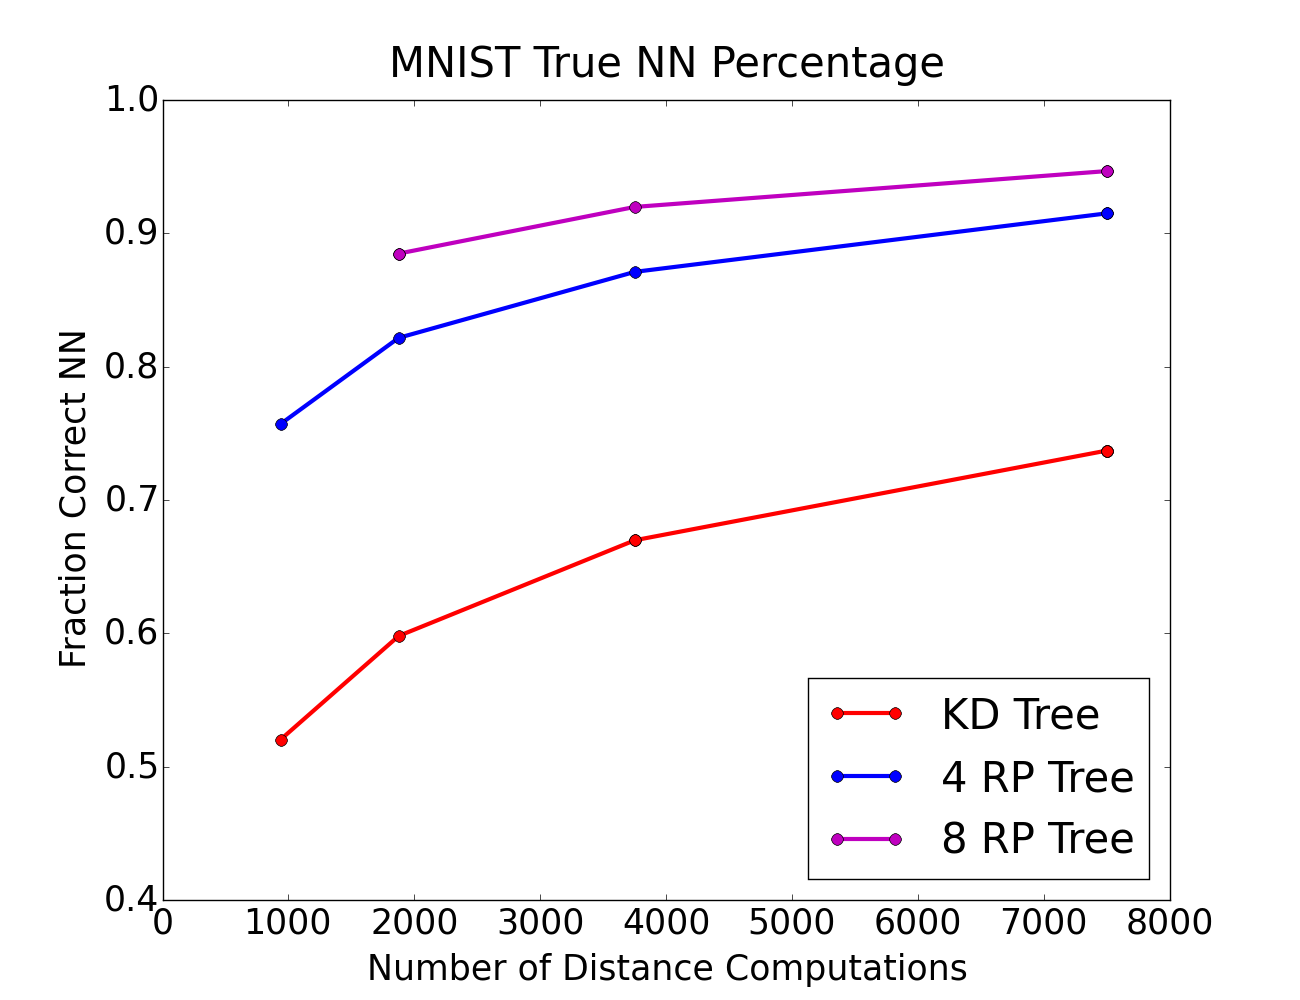 MNIST True NN Percentage
1.0
0.9
0.8
0.7
0.6
0.5
0.4
Fraction Correct NN
KD Tree
4 RP Tree
8 RP Tree
0 1000 2000 3000 4000 5000 6000 7000 8000
Number of Distance Computations